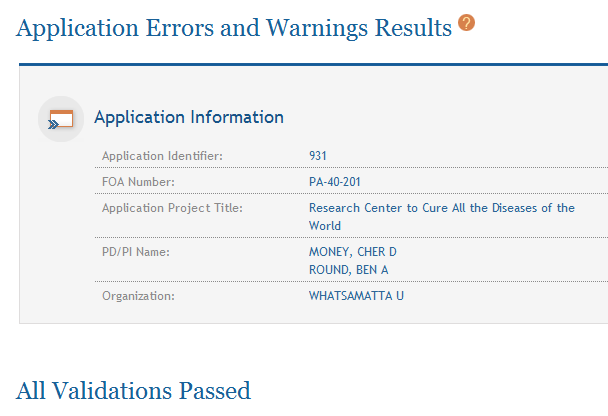 Application Errors and Warnings Results ?
Application Information
Application Identifier: 931
FOA Number: PA-40-201
Application Project Title: Research Center to Cure All the Diseases of the
World
PD/PI Name: MONEY, CHER D
ROUND, BEN A
Organization: WHATSAMATTA U
All Validations Passed